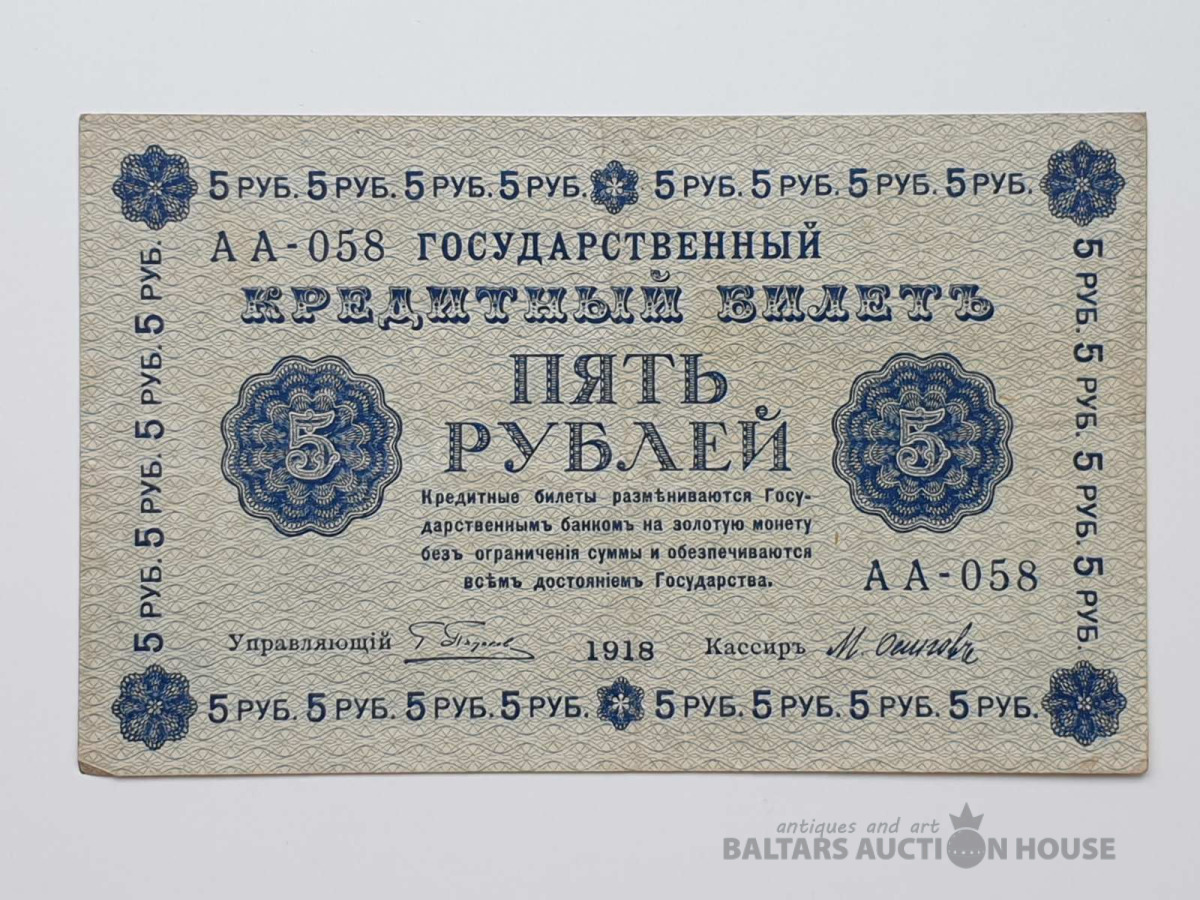 5 РУБ. 5 РУБ. 5 РУБ. 5 РУБ. 5 РУБ. 5 РУБ. 5 РУБ. 5 РУБ.
АА-058 ГОСУДАРСТВЕННЫЙ
КРЕДИТНЫЙ БИЛЕТЪ
5 РУБ. 5 РУБ. 5 РУБ. 5 РУБ.
5 ПЯТЬ 5
РУБЛЕЙ
Кредитные билеты размѣниваются Госу-
дарственнымъ банкомъ на золотую монету
безъ ограниченія суммы и обезпечиваются
всѣмъ достояніемъ Государства.
АА-058
5 РУБ. 5 РУБ. 5 РУБ. 5 РУБ.
Управляющій 1918 Кассиръ М. Осиповъ
5 РУБ. 5 РУБ. 5 РУБ. 5 РУБ. 5 РУБ. 5 РУБ. 5 РУБ. 5 РУБ.
antiques and art
BALTARS AUCTION HOUSE